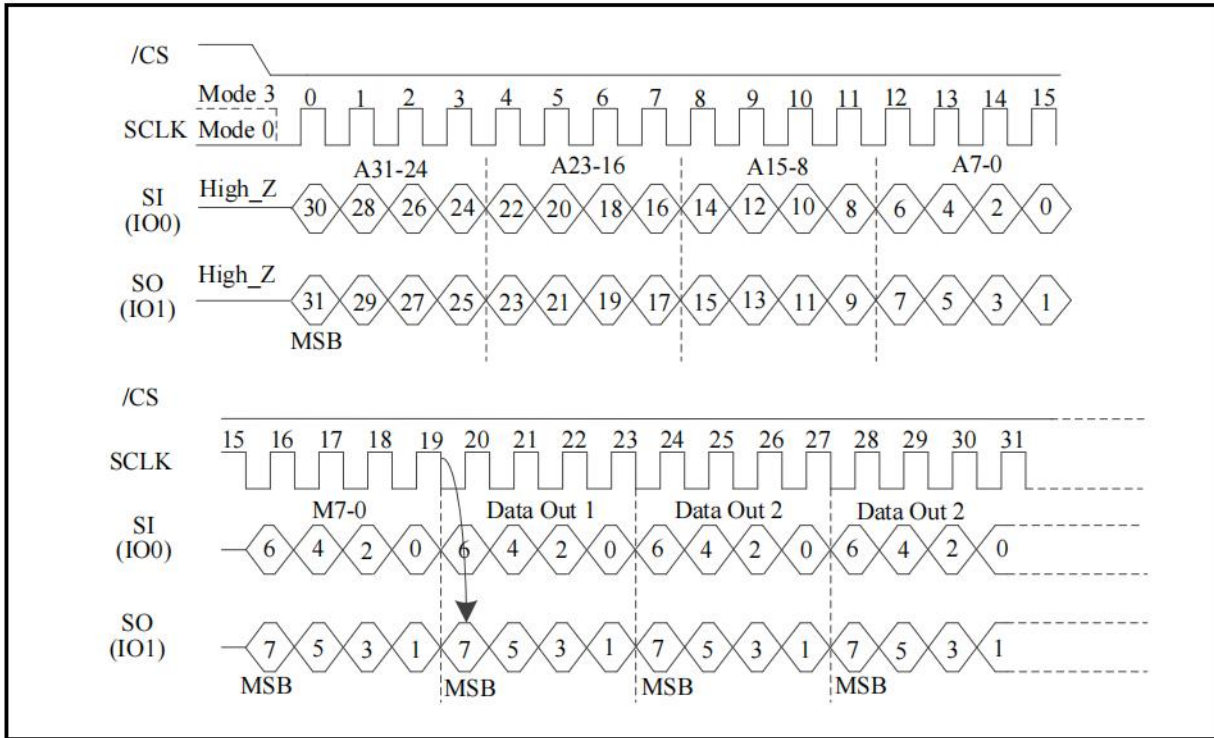 /CS
Mode 3 0 1 2 3 4 5 6 7 8 9 10 11 12 13 14 15
SCLK Mode 0
A31-24 A23-16 A15-8 A7-0
SI High_Z
(IO0) 30 28 26 24 22 20 18 16 14 12 10 8 6 4 2 0
SO High_Z
(IO1) 31 29 27 25 23 21 19 17 15 13 11 9 7 5 3 1
MSB
/CS
15 16 17 18 19 20 21 22 23 24 25 26 27 28 29 30 31
SCLK
M7-0 Data Out 1 Data Out 2 Data Out 2
SI
(IO0) 6 4 2 0 6 4 2 0 6 4 2 0 6 4 2 0
SO
(IO1) 7 5 3 1 7 5 3 1 7 5 3 1 7 5 3 1
MSB MSB MSB MSB